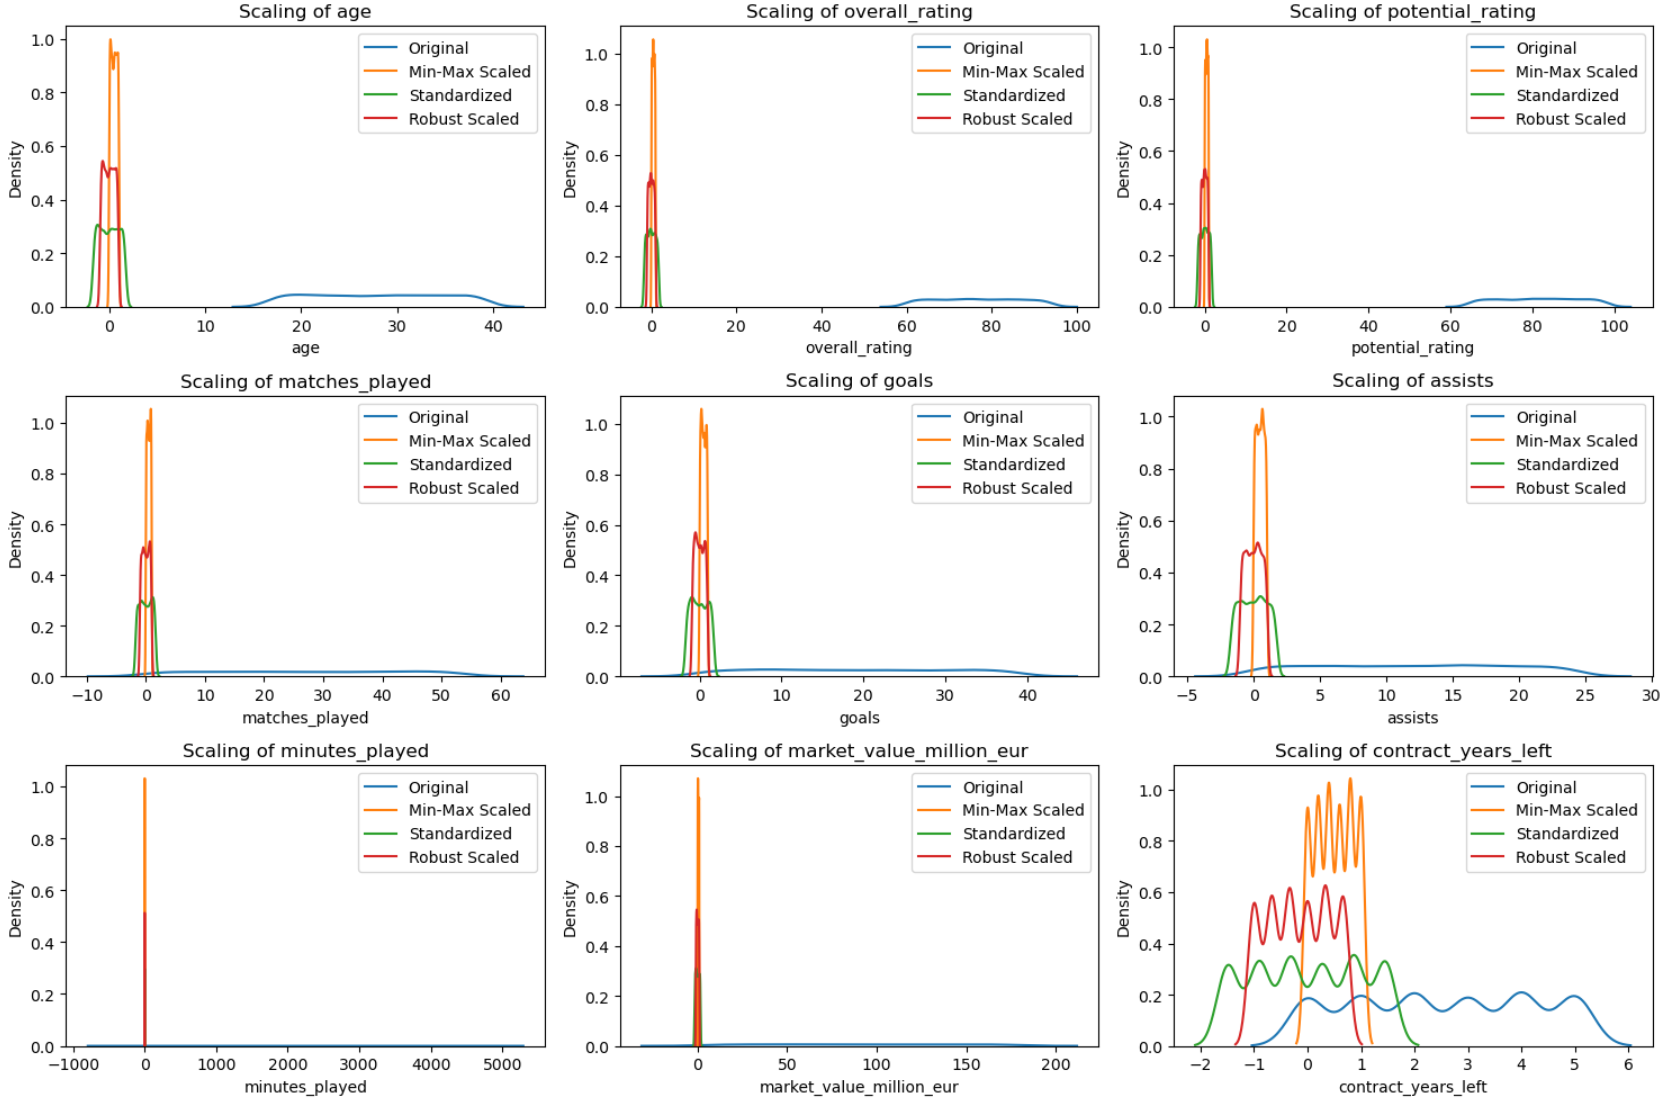 Scaling of age
Density
1.0
0.8
0.6
0.4
0.2
0.0
Original
Min-Max Scaled
Standardized
Robust Scaled
0 10 20 30 40
age
Scaling of overall_rating
Density
1.0
0.8
0.6
0.4
0.2
0.0
Original
Min-Max Scaled
Standardized
Robust Scaled
0 20 40 60 80 100
overall_rating
Scaling of potential_rating
Density
1.0
0.8
0.6
0.4
0.2
0.0
Original
Min-Max Scaled
Standardized
Robust Scaled
0 20 40 60 80 100
potential_rating
Scaling of matches_played
Density
1.0
0.8
0.6
0.4
0.2
0.0
Original
Min-Max Scaled
Standardized
Robust Scaled
−10 0 10 20 30 40 50 60
matches_played
Scaling of goals
Density
1.0
0.8
0.6
0.4
0.2
0.0
Original
Min-Max Scaled
Standardized
Robust Scaled
0 10 20 30 40
goals
Scaling of assists
Density
1.0
0.8
0.6
0.4
0.2
0.0
Original
Min-Max Scaled
Standardized
Robust Scaled
−5 0 5 10 15 20 25 30
assists
Scaling of minutes_played
Density
1.0
0.8
0.6
0.4
0.2
0.0
Original
Min-Max Scaled
Standardized
Robust Scaled
−1000 0 1000 2000 3000 4000 5000
minutes_played
Scaling of market_value_million_eur
Density
1.0
0.8
0.6
0.4
0.2
0.0
Original
Min-Max Scaled
Standardized
Robust Scaled
0 50 100 150 200
market_value_million_eur
Scaling of contract_years_left
Density
1.0
0.8
0.6
0.4
0.2
0.0
Original
Min-Max Scaled
Standardized
Robust Scaled
−2 −1 0 1 2 3 4 5 6
contract_years_left